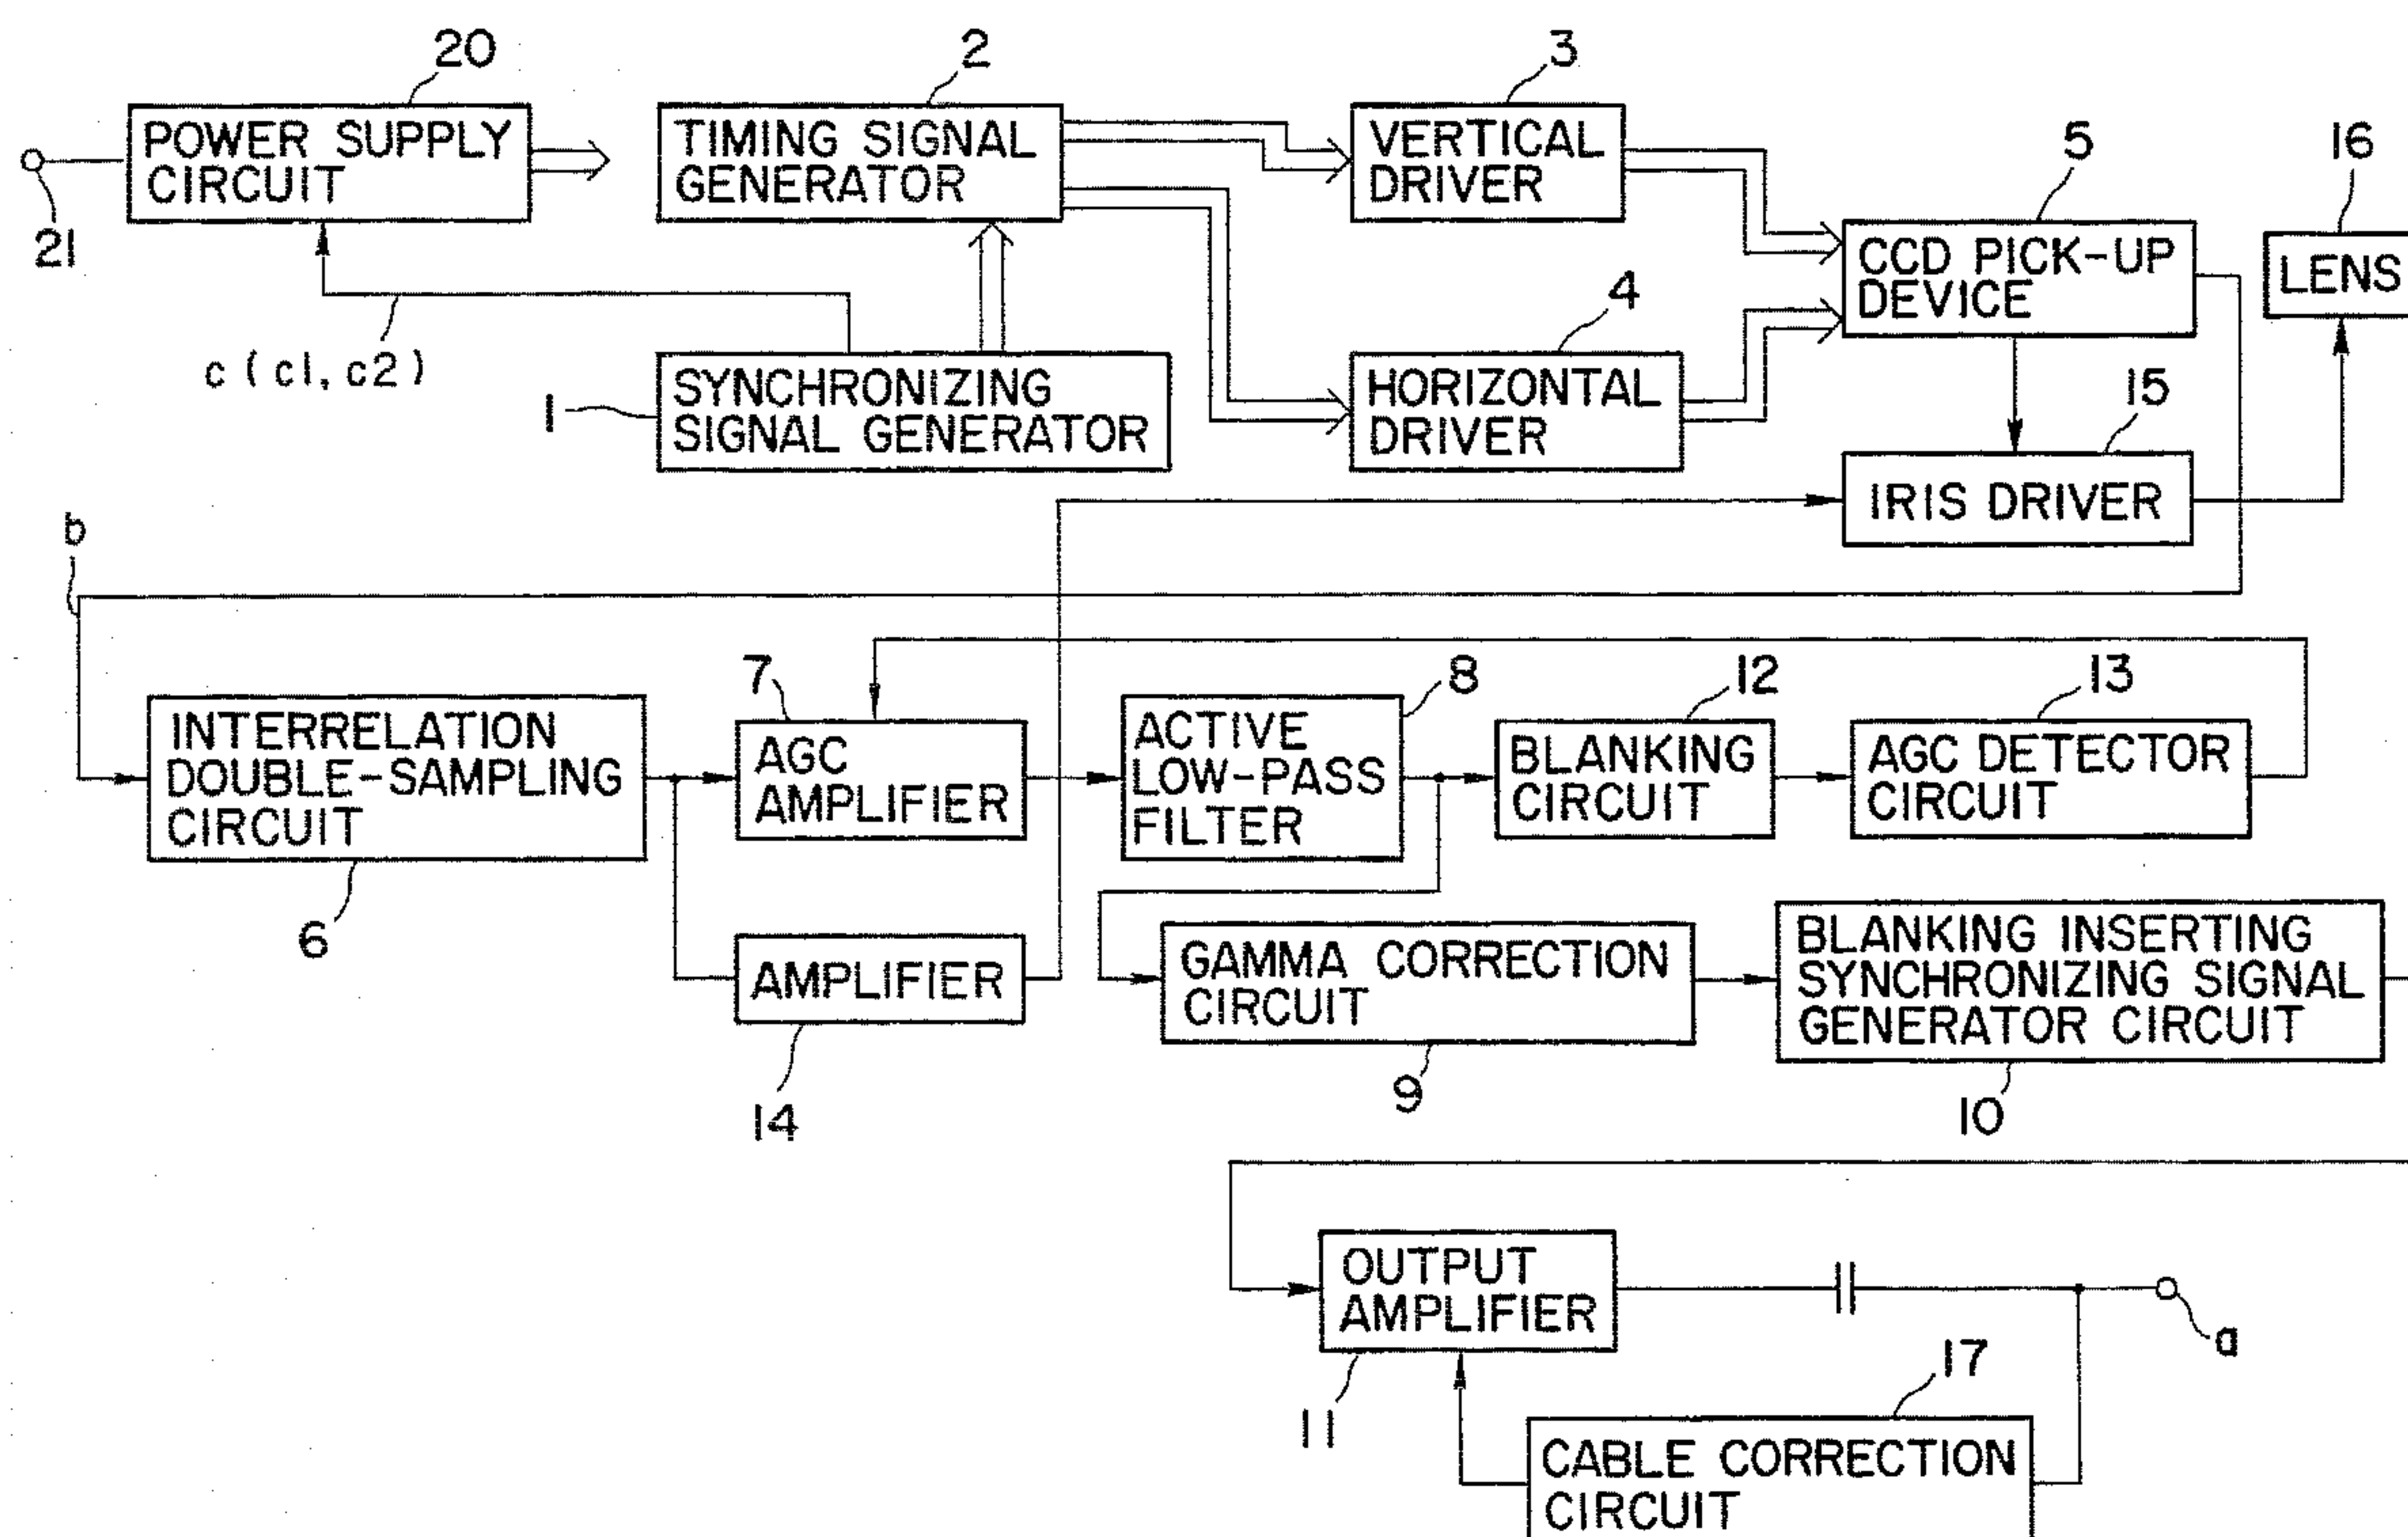 20
2
3
POWER SUPPLY
CIRCUIT
TIMING SIGNAL
GENERATOR
VERTICAL
DRIVER
5
16
21
CCD PICK-UP
DEVICE
LENS
4
c (c1, c2)
1
SYNCHRONIZING
SIGNAL GENERATOR
HORIZONTAL
DRIVER
15
IRIS DRIVER
b
7
8
12
13
INTERRELATION
DOUBLE-SAMPLING
CIRCUIT
AGC
AMPLIFIER
ACTIVE
LOW-PASS
FILTER
BLANKING
CIRCUIT
AGC DETECTOR
CIRCUIT
6
AMPLIFIER
GAMMA CORRECTION
CIRCUIT
BLANKING INSERTING
SYNCHRONIZING SIGNAL
GENERATOR CIRCUIT
14
9
10
OUTPUT
AMPLIFIER
a
11
17
CABLE CORRECTION
CIRCUIT